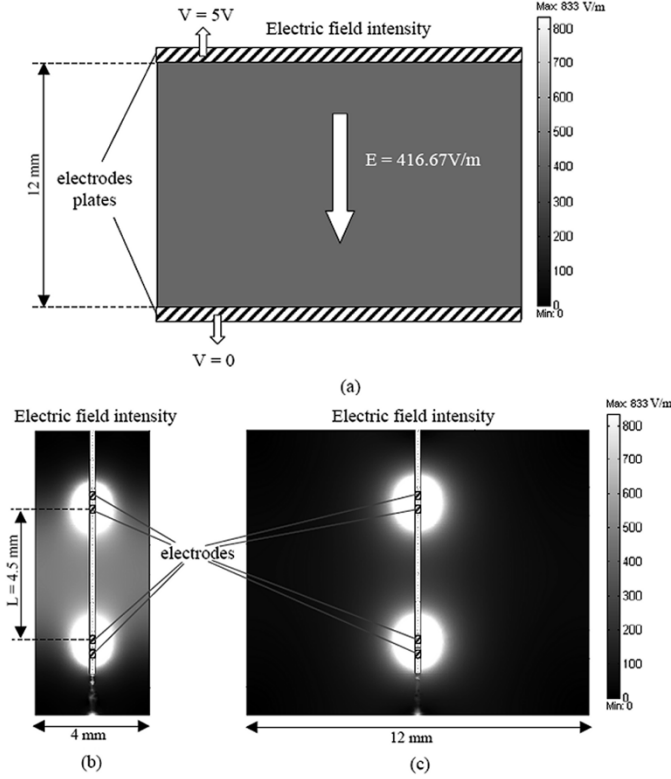 V = 5V
Electric field intensity
Max: 833 V/m
800
700
600
500
400
300
200
100
0
Min: 0
12 mm
electrodes
plates
E = 416.67V/m
V = 0
(a)
Electric field intensity
Electric field intensity
Max: 833 V/m
800
700
600
500
400
300
200
100
0
Min: 0
L = 4.5 mm
electrodes
4 mm
12 mm
(b)
(c)